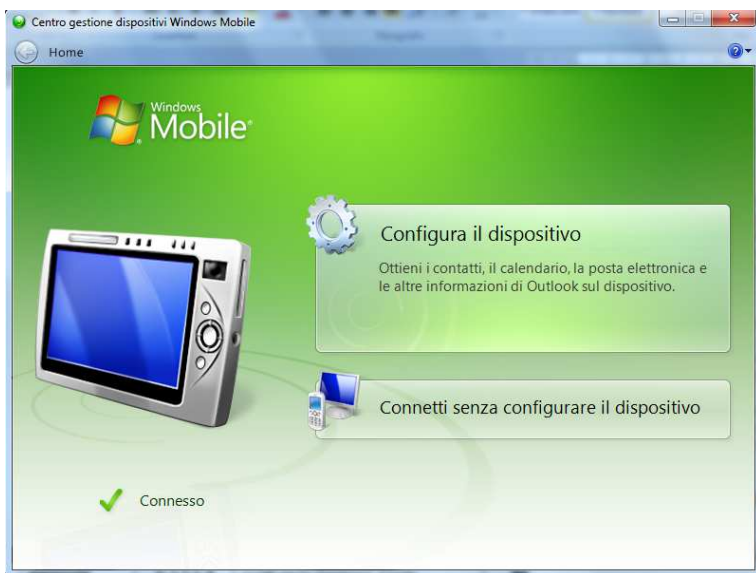 Centro gestione dispositivi Windows Mobile
Home
Windows
Mobile®
Configura il dispositivo
Ottieni i contatti, il calendario, la posta elettronica e
le altre informazioni di Outlook sul dispositivo.
Connetti senza configurare il dispositivo
Connesso